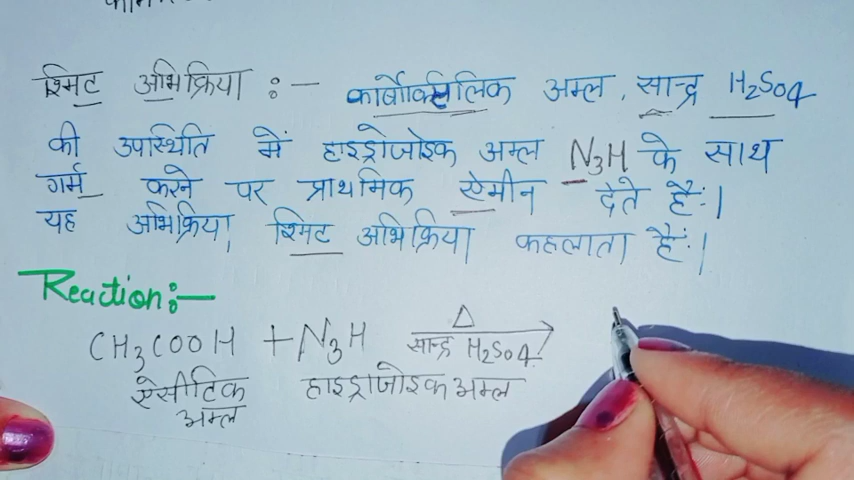 श्मिट अभिक्रिया :- कार्बोक्सिलिक अम्ल, सान्द्र H₂SO₄
की उपस्थिति में हाइड्रोजोइक अम्ल N₃H के साथ
गर्म करने पर प्राथमिक ऐमीन देते हैं।
यह अभिक्रिया श्मिट अभिक्रिया कहलाता हैं।
Reaction:-
CH₃COOH + N₃H Δ
सान्द्र H₂SO₄
ऐसीटिक हाइड्राजोइक अम्ल
अम्ल